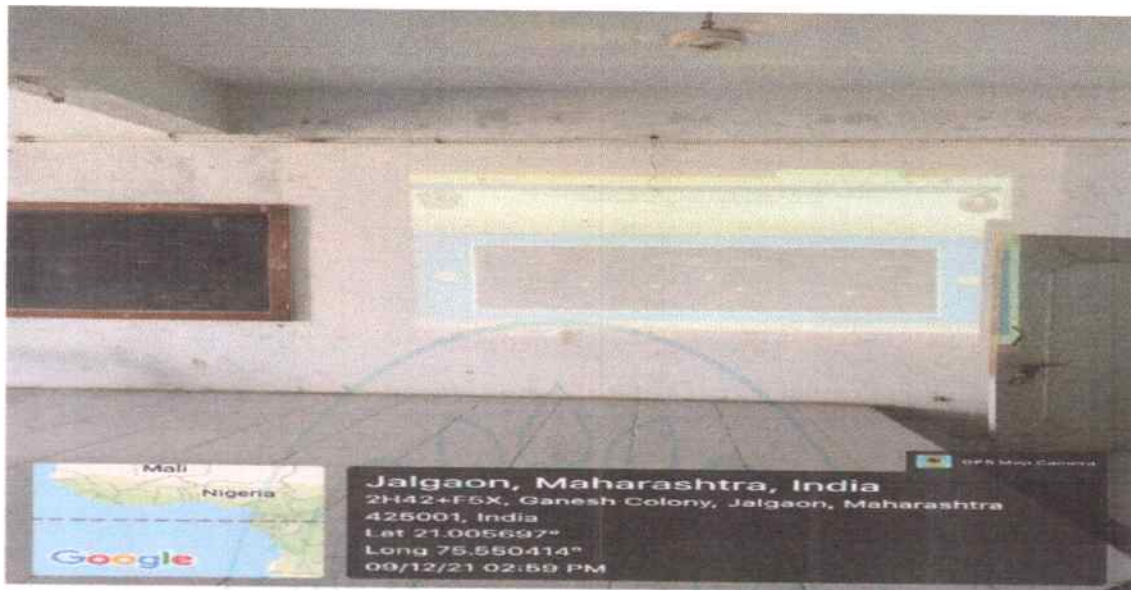 GPS Map Camera
Mali
Nigeria
Google
Jalgaon, Maharashtra, India
2H42+F5X, Ganesh Colony, Jalgaon, Maharashtra
425001, India
Lat 21.005697°
Long 75.550414°
09/12/21 02:59 PM